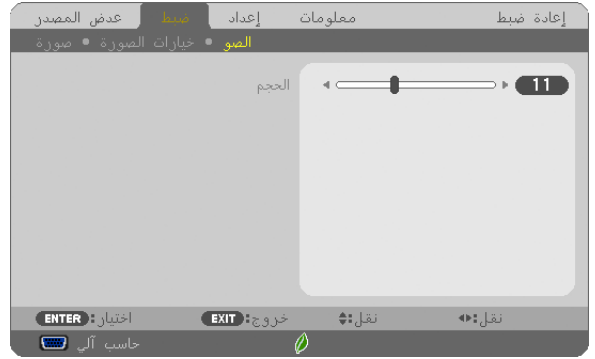 عدض المصدر ضبط إعداد معلومات إعادة ضبط
صورة • خيارات الصورة • الصو
الحجم 11
ENTER :اختيار EXIT :خروج نقل: نقل:
حاسب آلي